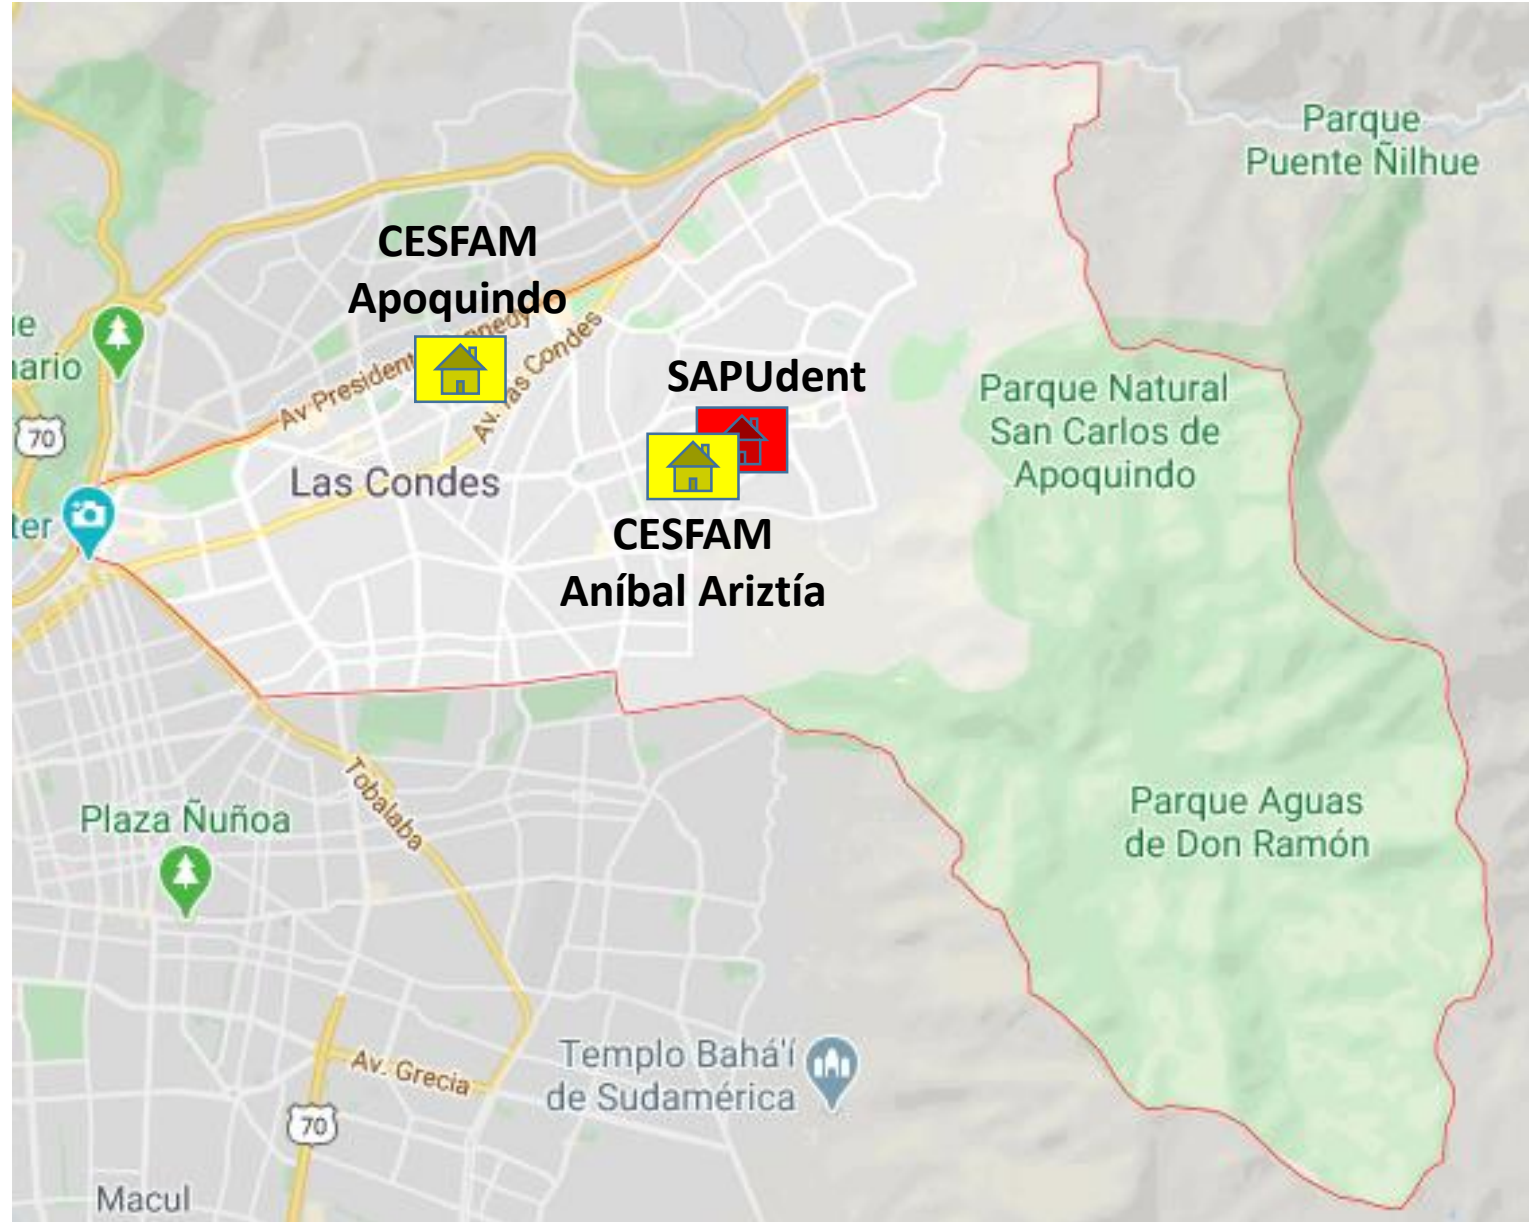 Parque
Puente Ñilhue
CESFAM
Apoquindo
Av President
nnedy
Av. las Condes
70
SAPUdent
Parque Natural
San Carlos de
Apoquindo
Las Condes
CESFAM
Aníbal Ariztía
Tobalaba
Plaza Ñuñoa
Parque Aguas
de Don Ramón
Av. Grecia
Templo Bahá'í
de Sudamérica
70
Macul